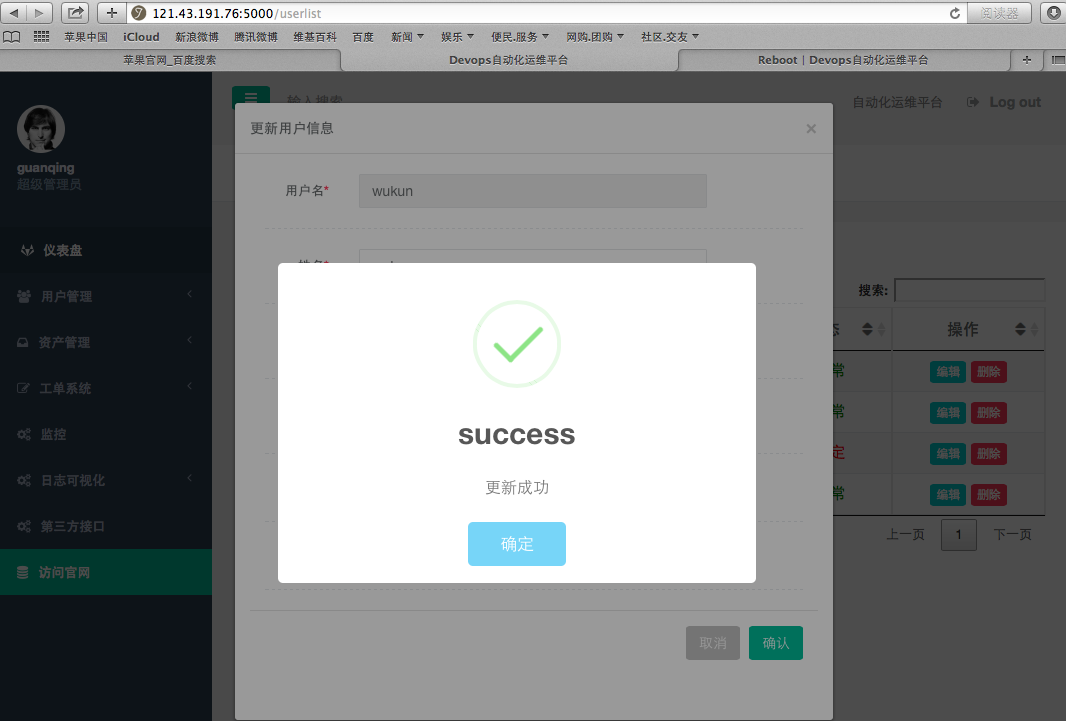 121.43.191.76:5000/userlist
阅读器
苹果中国 iCloud 新浪微博 腾讯微博 维基百科 百度 新闻 娱乐 便民.服务 网购.团购 社区.交友
苹果官网_百度搜索 Devops自动化运维平台 Reboot | Devops自动化运维平台
输入搜索
自动化运维平台 Log out
guanqing
超级管理员
仪表盘
用户管理
资产管理
工单系统
监控
日志可视化
第三方接口
访问官网
更新用户信息 ×
用户名* wukun
姓名*
success
更新成功
确定
取消 确认
搜索:
态 操作
常 编辑 删除
常 编辑 删除
定 编辑 删除
常 编辑 删除
上一页 1 下一页